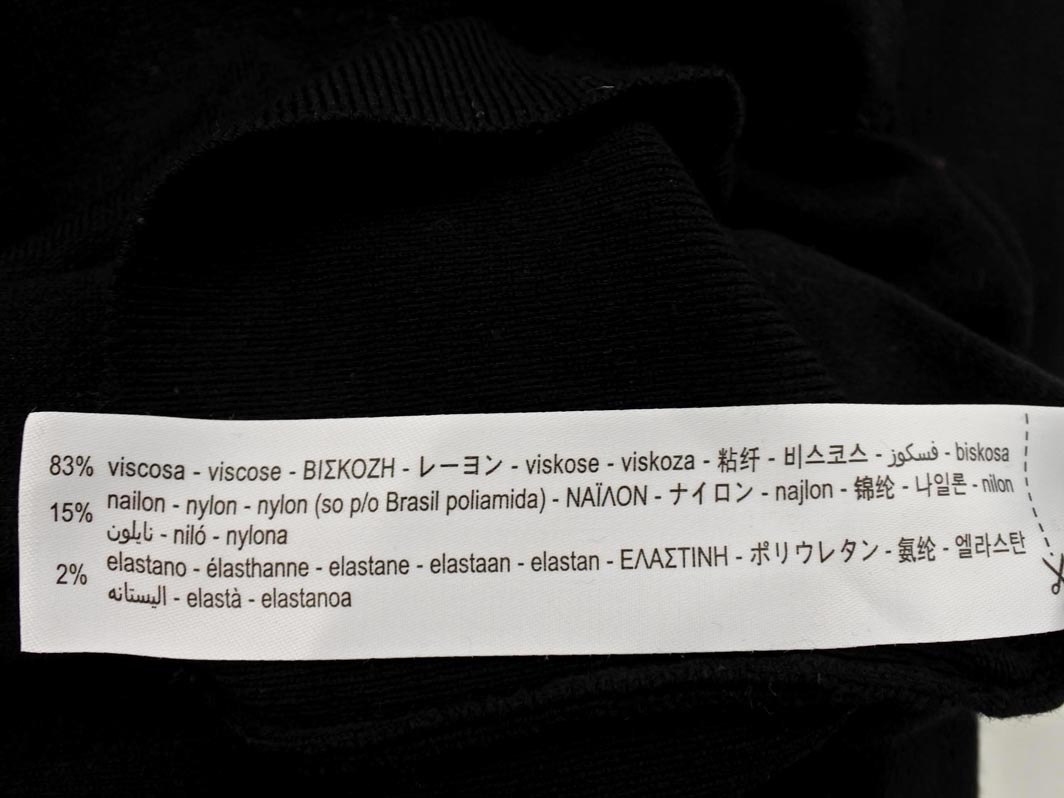 83% viscosa - viscose - ΒΙΣΚΟΖΗ - レーヨン - viskose - viskoza - 粘纤 - 비스코스 - فسكوز - biskosa
15% nailon - nylon - nylon (so p/o Brasil poliamida) - ΝΑΪΛΟΝ - ナイロン - najlon - 锦纶 - 나일론 - nilon
نايلون - niló - nylona
2% elastano - élasthanne - elastane - elastaan - elastan - ΕΛΑΣΤΙΝΗ - ポリウレタン - 氨纶 - 엘라스탄
اليستانه - elastà - elastanoa